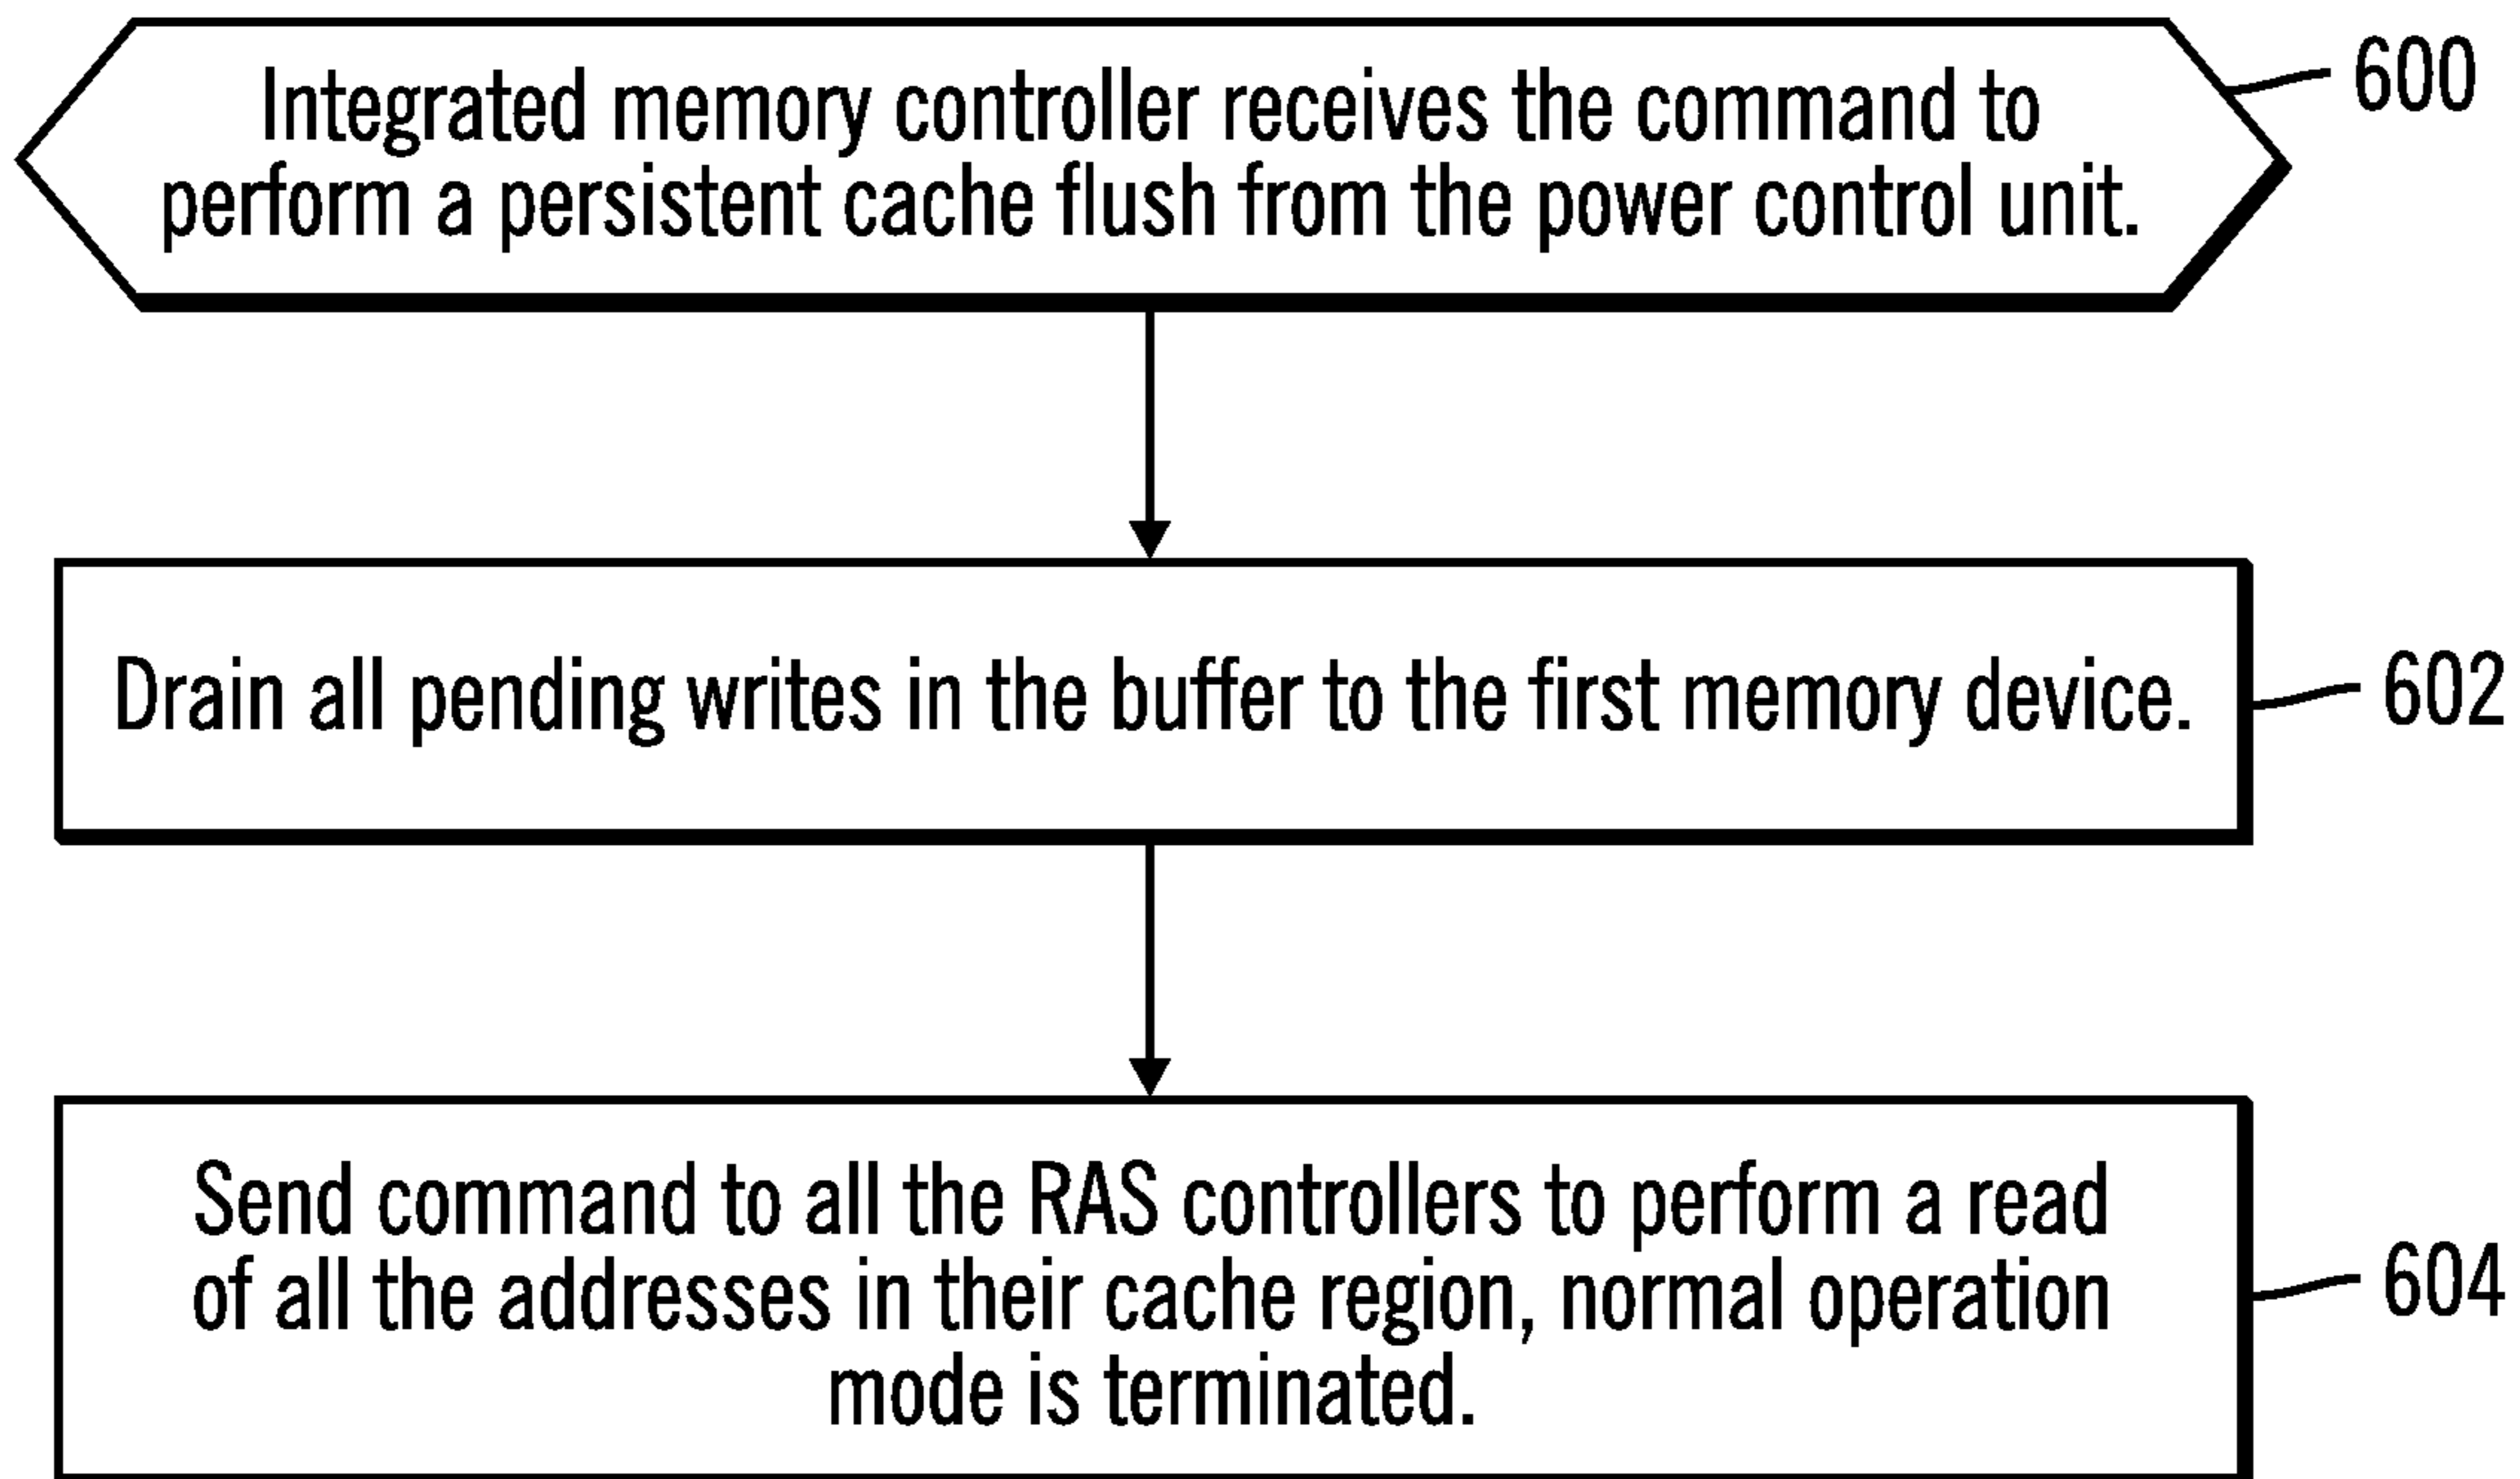 Integrated memory controller receives the command to
perform a persistent cache flush from the power control unit.
600
Drain all pending writes in the buffer to the first memory device.
602
Send command to all the RAS controllers to perform a read
of all the addresses in their cache region, normal operation
mode is terminated.
604